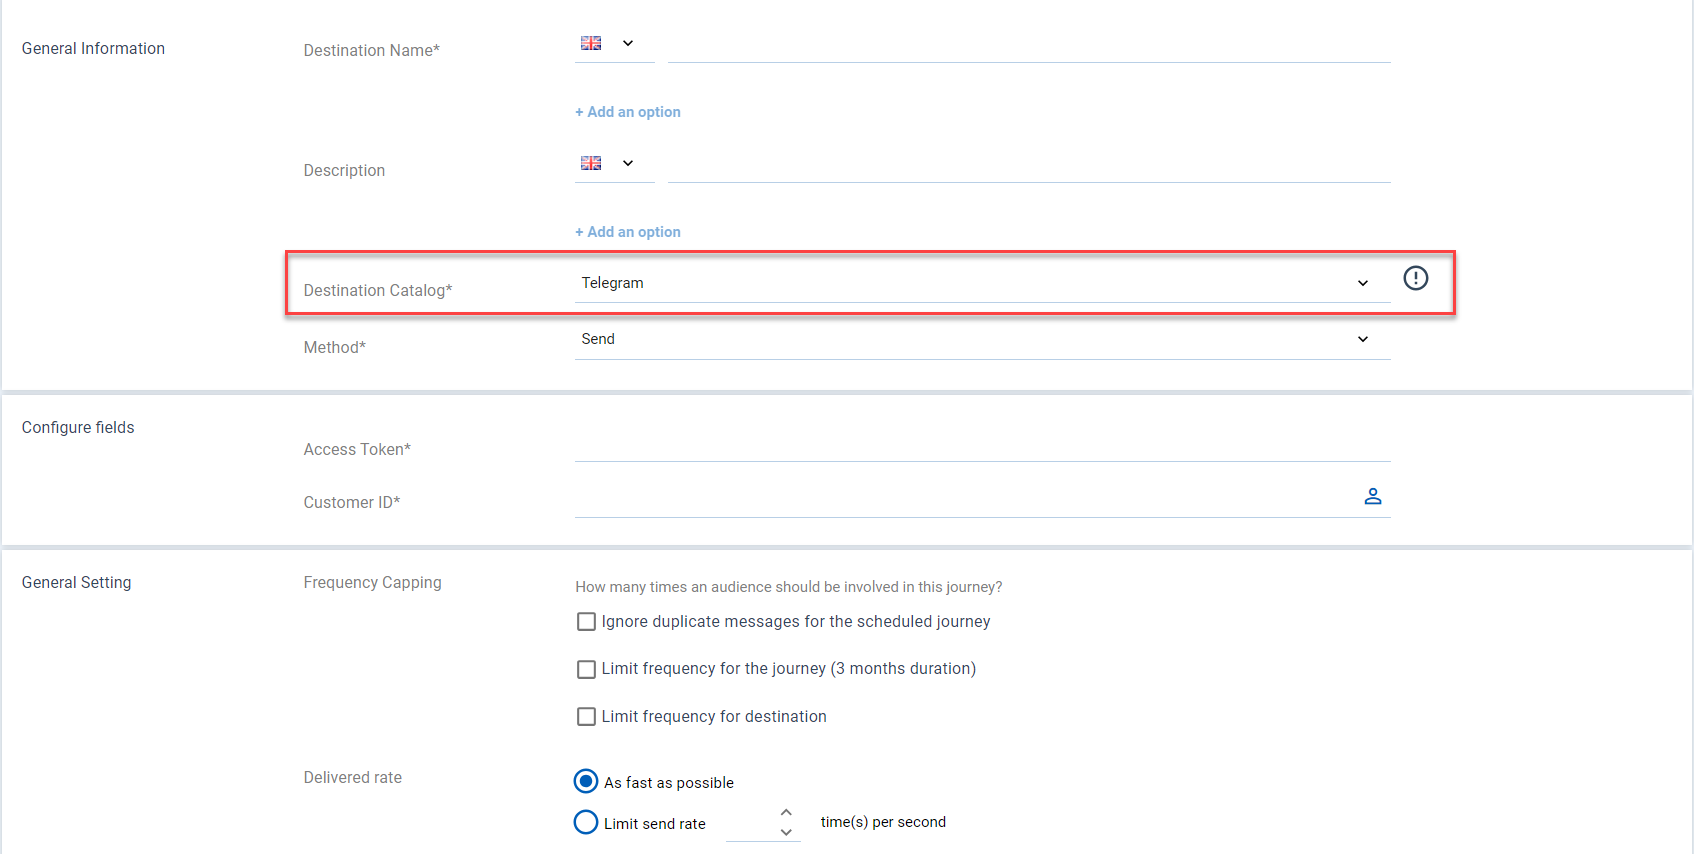 General Information
Destination Name*
+ Add an option
Description
+ Add an option
Destination Catalog*
Telegram
Method*
Send
Configure fields
Access Token*
Customer ID*
General Setting
Frequency Capping
How many times an audience should be involved in this journey?
Ignore duplicate messages for the scheduled journey
Limit frequency for the journey (3 months duration)
Limit frequency for destination
Delivered rate
As fast as possible
Limit send rate time(s) per second